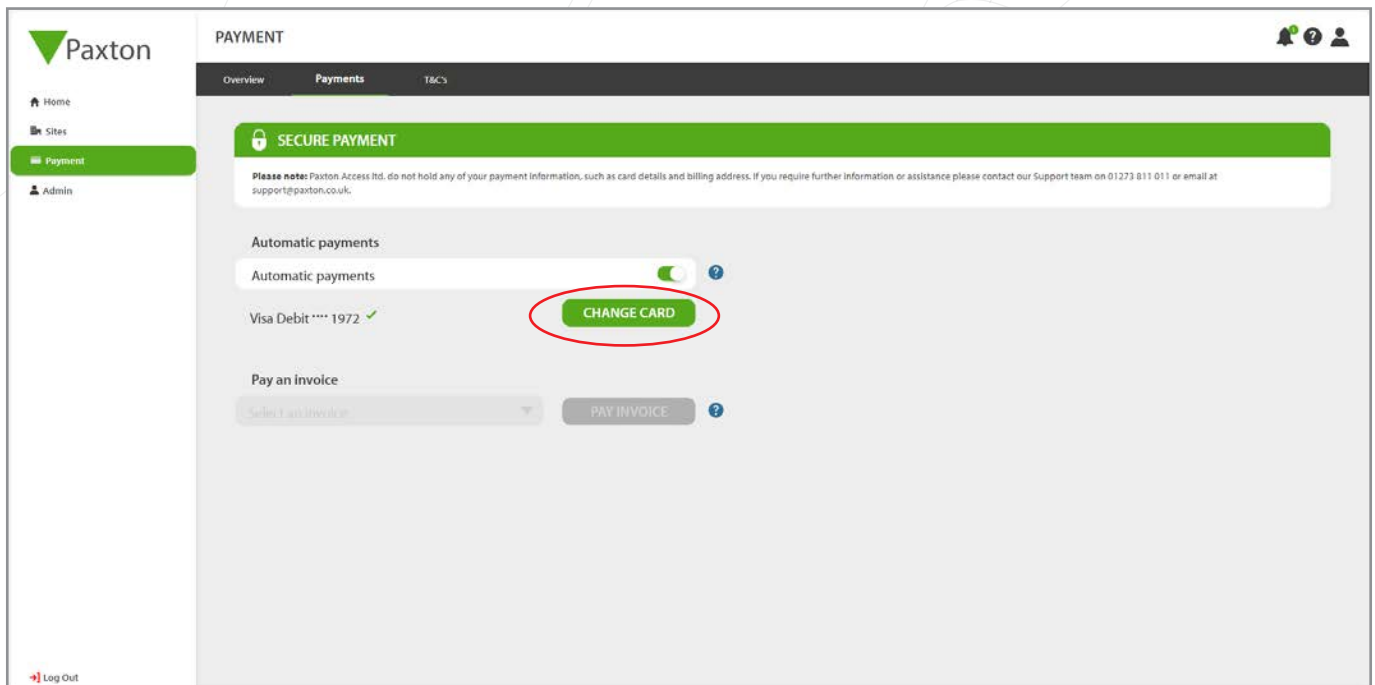 Paxton
PAYMENT
Overview Payments T&C's
Home
Sites
Payment
Admin
SECURE PAYMENT
Please note: Paxton Access ltd. do not hold any of your payment information, such as card details and billing address. If you require further information or assistance please contact our Support team on 01273 811 011 or email at
support@paxton.co.uk.
Automatic payments
Automatic payments
Visa Debit •••• 1972
CHANGE CARD
Pay an invoice
Select an invoice
PAY INVOICE
Log Out